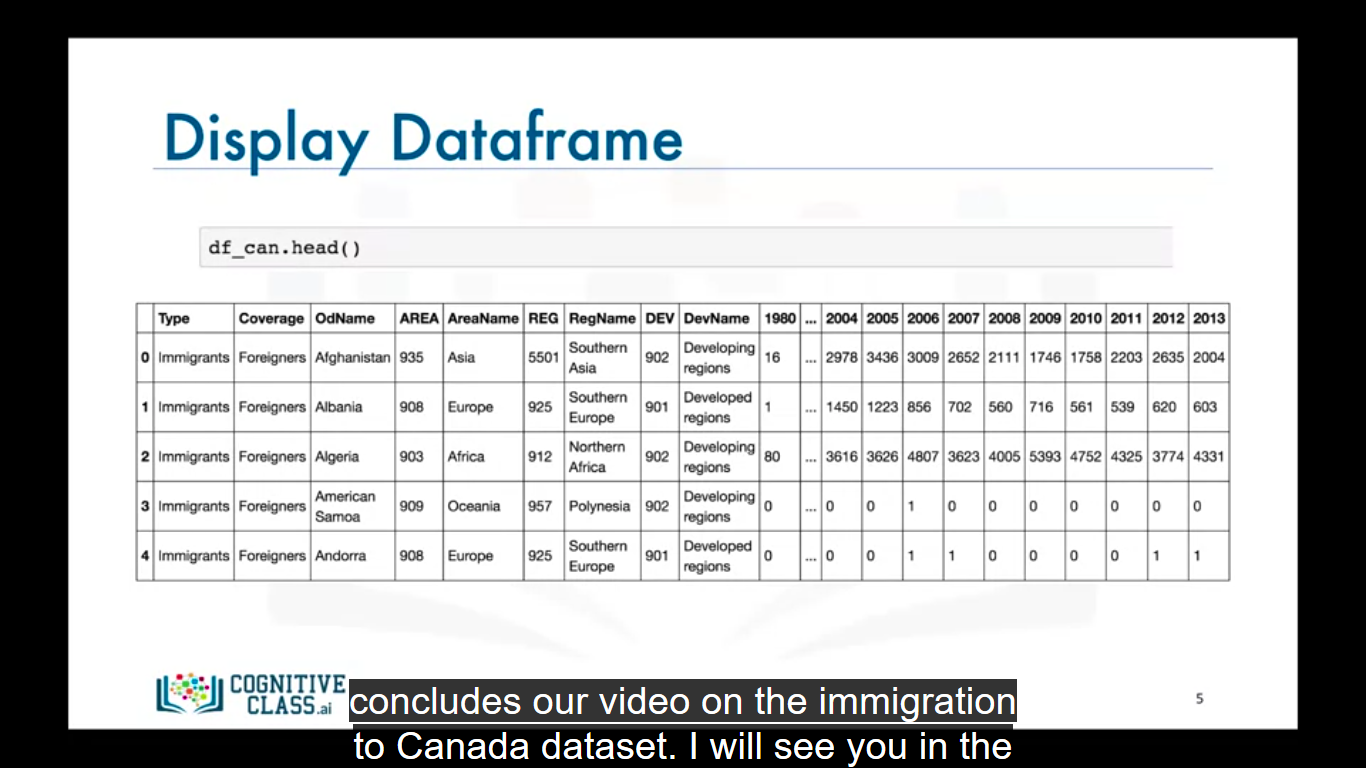 Display Dataframe
df_can.head()
Type Coverage OdName AREA AreaName REG RegName DEV DevName 1980 ... 2004 2005 2006 2007 2008 2009 2010 2011 2012 2013
0 Immigrants Foreigners Afghanistan 935 Asia 5501 Southern Asia 902 Developing regions 16 ... 2978 3436 3009 2652 2111 1746 1758 2203 2635 2004
1 Immigrants Foreigners Albania 908 Europe 925 Southern Europe 901 Developed regions 1 ... 1450 1223 856 702 560 716 561 539 620 603
2 Immigrants Foreigners Algeria 903 Africa 912 Northern Africa 902 Developing regions 80 ... 3616 3626 4807 3623 4005 5393 4752 4325 3774 4331
3 Immigrants Foreigners American Samoa 909 Oceania 957 Polynesia 902 Developing regions 0 ... 0 0 1 0 0 0 0 0 0 0
4 Immigrants Foreigners Andorra 908 Europe 925 Southern Europe 901 Developed regions 0 ... 0 0 1 1 0 0 0 0 1 1
COGNITIVE
CLASS.ai
5
concludes our video on the immigration
to Canada dataset. I will see you in the